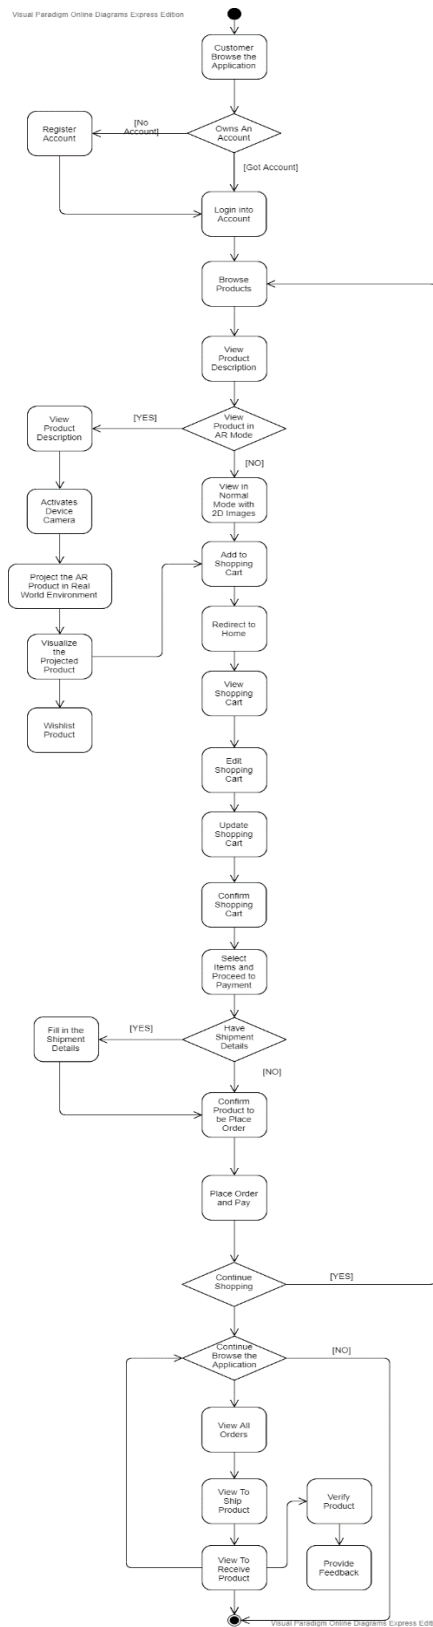 Visual Paradigm Online Diagrams Express Edition
Customer
Browse the
Application
Register
Account
[No
Account]
Owns An
Account
[Got Account]
Login into
Account
Browse
Products
View
Product
Description
View
Product
Description
[YES]
View
Product in
AR Mode
[NO]
Activates
Device
Camera
View in
Normal
Mode with
2D Images
Project the AR
Product in Real
World Environment
Add to
Shopping
Cart
Visualize
the
Projected
Product
Redirect to
Home
Wishlist
Product
View
Shopping
Cart
Edit
Shopping
Cart
Update
Shopping
Cart
Confirm
Shopping
Cart
Select
Items and
Proceed to
Payment
Fill in the
Shipment
Details
[YES]
Have
Shipment
Details
[NO]
Confirm
Product to
be Place
Order
Place Order
and Pay
Continue
Shopping
[YES]
Continue
Browse the
Application
[NO]
View All
Orders
View To
Ship
Product
Verify
Product
View To
Receive
Product
Provide
Feedback
Visual Paradigm Online Diagrams Express Edit